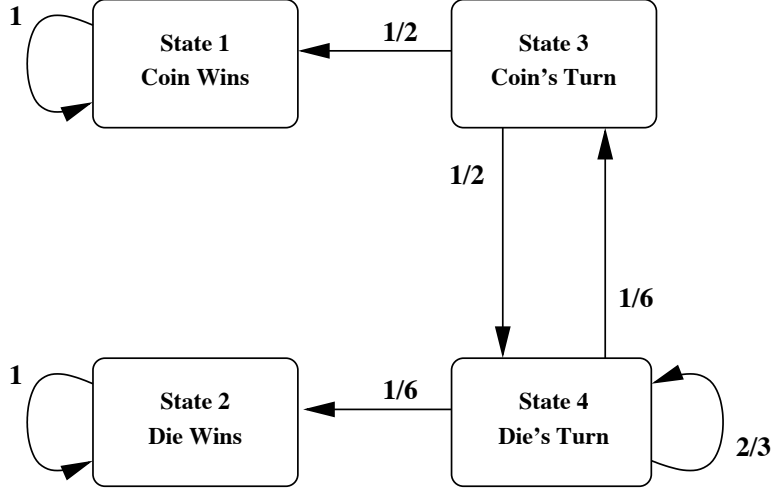 1
State 1
Coin Wins
1/2
State 3
Coin's Turn
1/2
1/6
1
State 2
Die Wins
1/6
State 4
Die's Turn
2/3